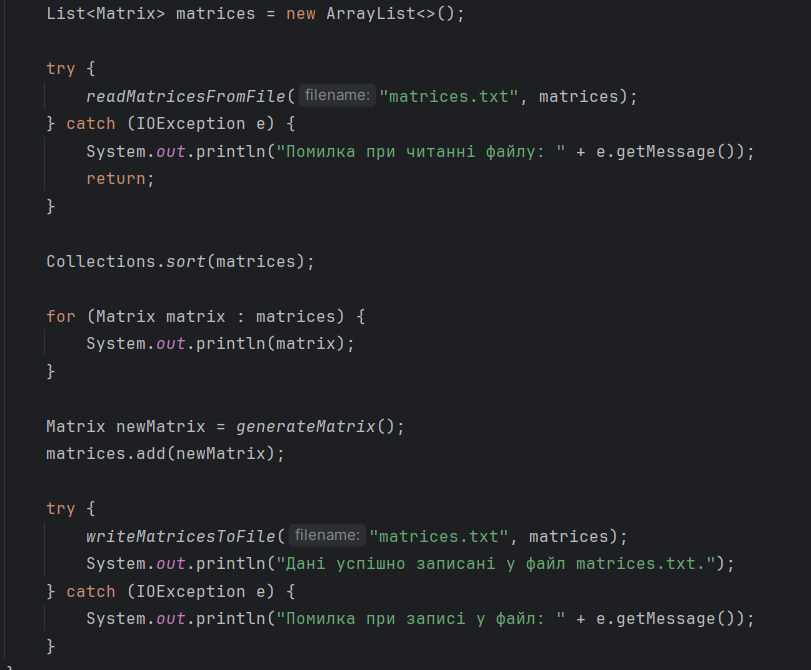 List<Matrix> matrices = new ArrayList<>();
try {
readMatricesFromFile( filename: "matrices.txt", matrices);
} catch (IOException e) {
System.out.println("Помилка при читанні файлу: " + e.getMessage());
return;
}
Collections.sort(matrices);
for (Matrix matrix : matrices) {
System.out.println(matrix);
}
Matrix newMatrix = generateMatrix();
matrices.add(newMatrix);
try {
writeMatricesToFile( filename: "matrices.txt", matrices);
System.out.println("Дані успішно записані у файл matrices.txt.");
} catch (IOException e) {
System.out.println("Помилка при записі у файл: " + e.getMessage());
}